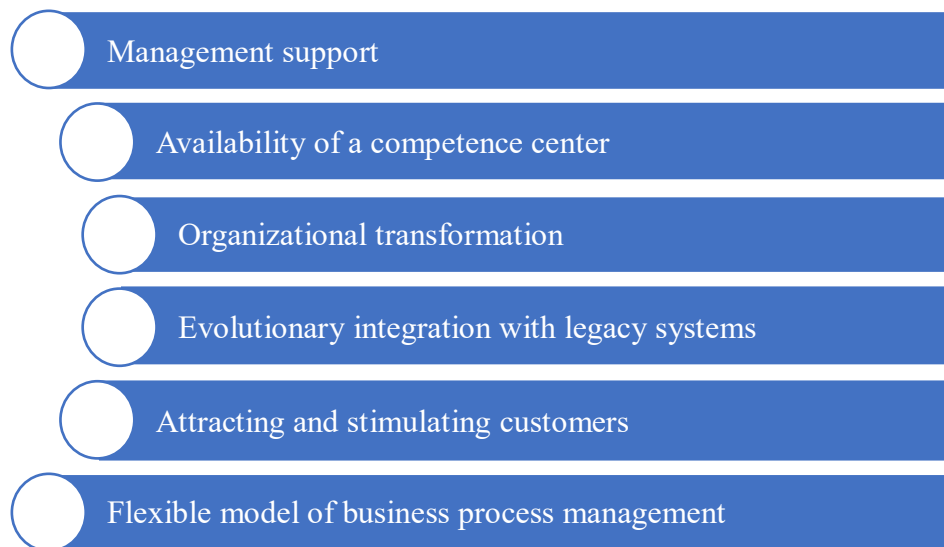 Management support
Availability of a competence center
Organizational transformation
Evolutionary integration with legacy systems
Attracting and stimulating customers
Flexible model of business process management